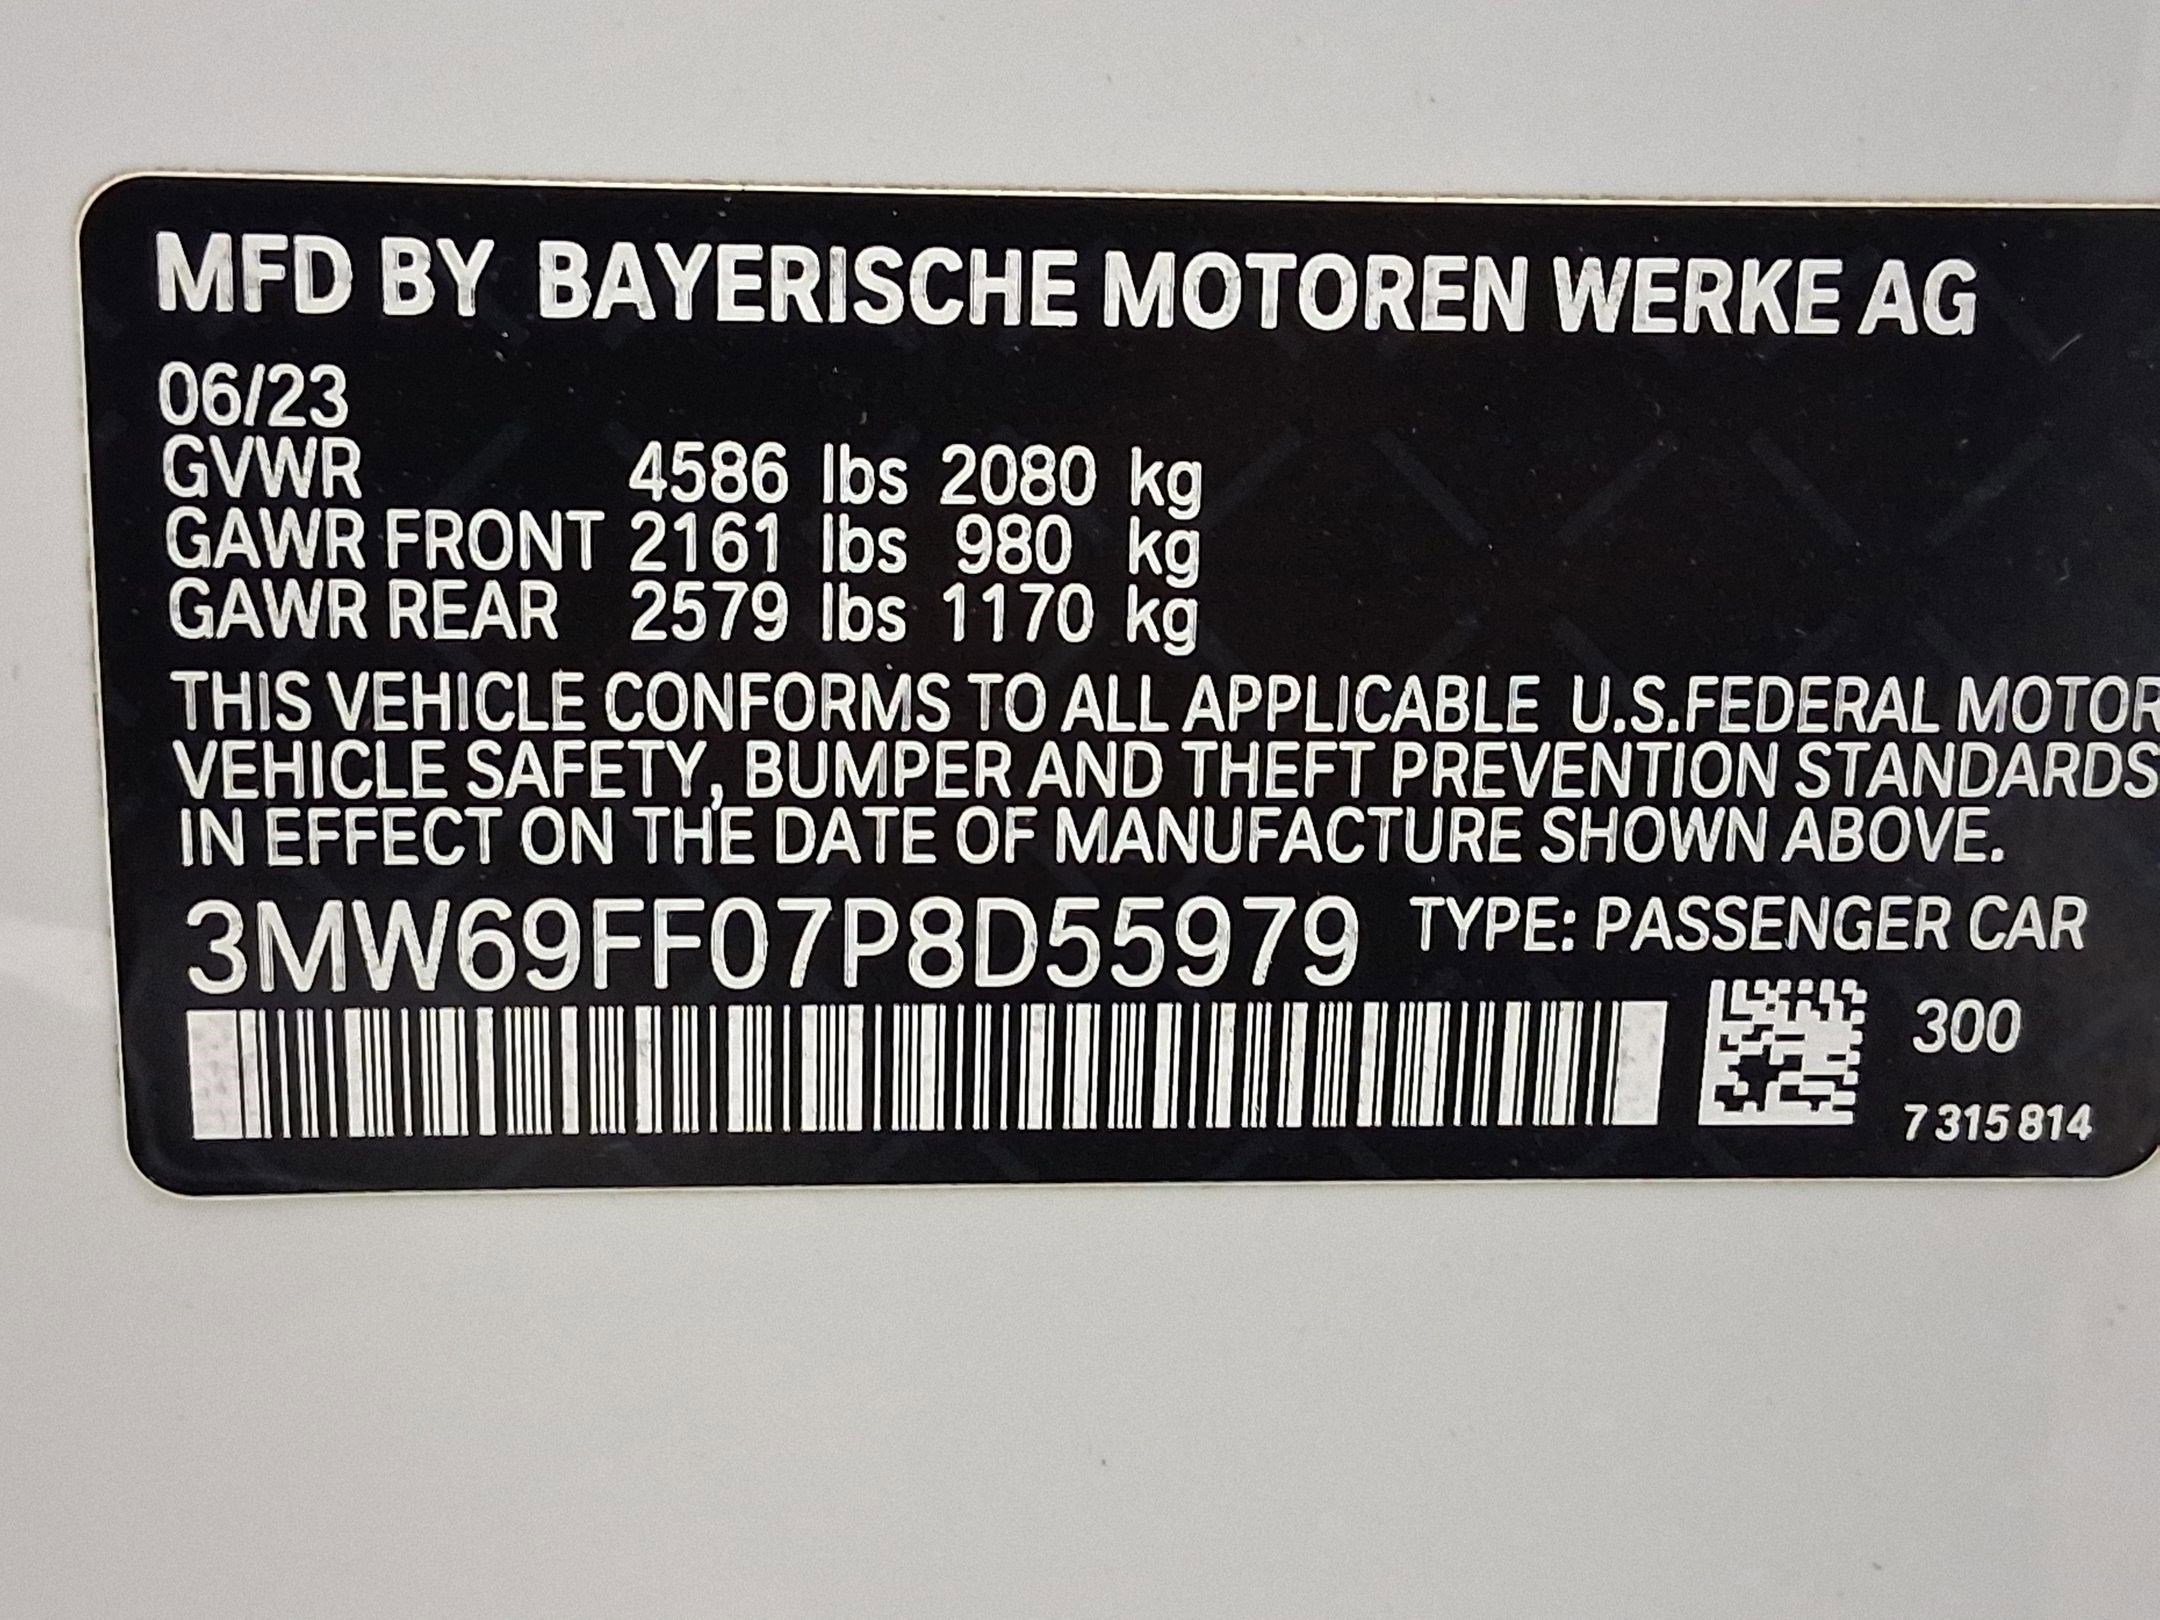 MFD BY BAYERISCHE MOTOREN WERKE AG
06/23
GVWR 4586 lbs 2080 kg
GAWR FRONT 2161 lbs 980 kg
GAWR REAR 2579 lbs 1170 kg
THIS VEHICLE CONFORMS TO ALL APPLICABLE U.S.FEDERAL MOTOR
VEHICLE SAFETY, BUMPER AND THEFT PREVENTION STANDARDS
IN EFFECT ON THE DATE OF MANUFACTURE SHOWN ABOVE.
3MW69FF07P8D55979 TYPE: PASSENGER CAR
300
7 315 814